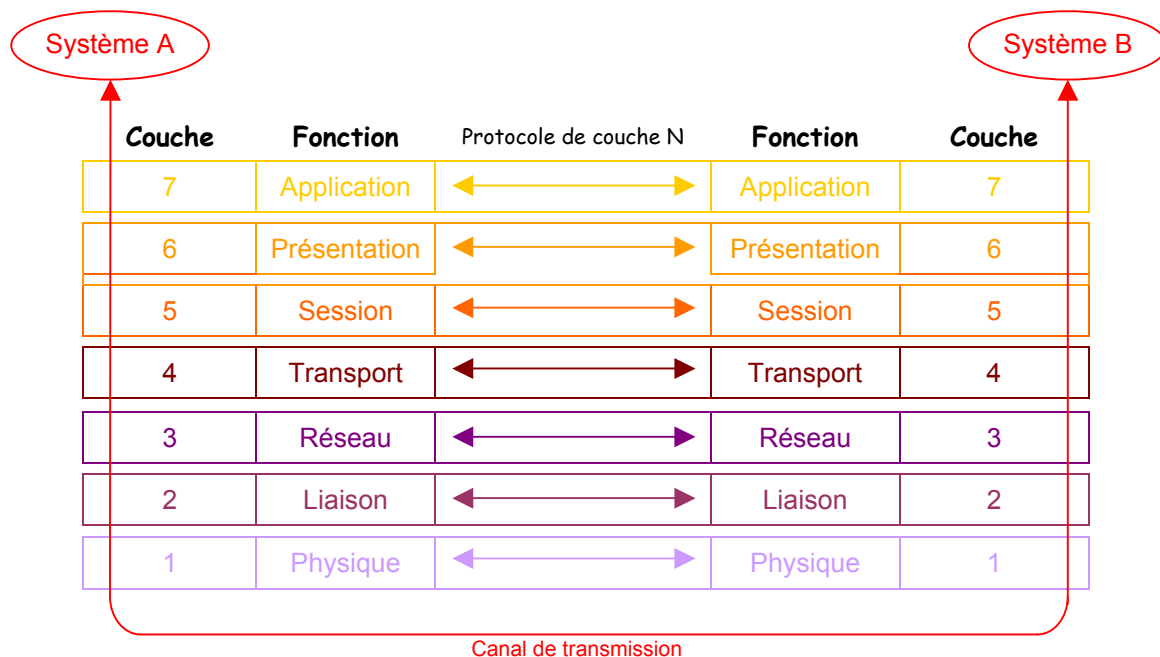 Système A Système B
Couche Fonction Protocole de couche N Fonction Couche
7 Application Application 7
6 Présentation Présentation 6
5 Session Session 5
4 Transport Transport 4
3 Réseau Réseau 3
2 Liaison Liaison 2
1 Physique Physique 1
Canal de transmission